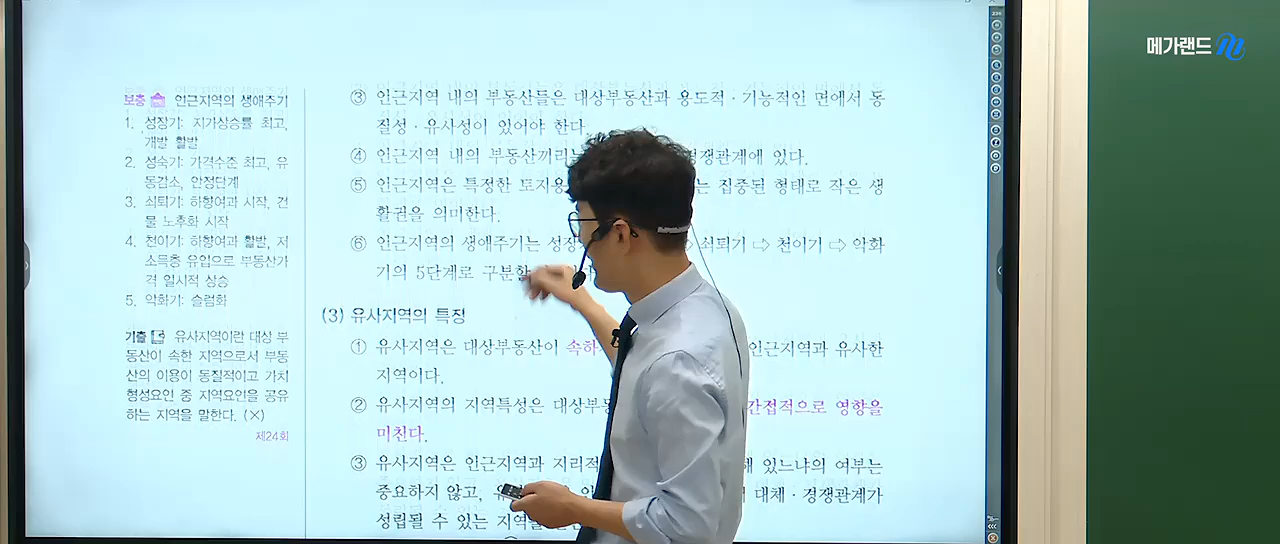 메가랜드
보충 인근지역의 생애주기
1. 성장기: 지가상승률 최고,
개발 활발
2. 성숙기: 가격수준 최고, 유
동감소, 안정단계
3. 쇠퇴기: 하향여과 시작, 건
물 노후화 시작
4. 천이기: 하향여과 활발, 저
소득층 유입으로 부동산가
격 일시적 상승
5. 악화기: 슬럼화
기출 유사지역이란 대상 부
동산이 속한 지역으로서 부동
산의 이용이 동질적이고 가치
형성요인 중 지역요인을 공유
하는 지역을 말한다. (×)
제24회
③ 인근지역 내의 부동산들은 대상부동산과 용도적·기능적인 면에서 동
질성·유사성이 있어야 한다.
④ 인근지역 내의 부동산끼리는 경쟁관계에 있다.
⑤ 인근지역은 특정한 토지용 집중된 형태로 작은 생
활권을 의미한다.
⑥ 인근지역의 생애주기는 성장 쇠퇴기 ⇨ 천이기 ⇨ 악화
기의 5단계로 구분할
(3) 유사지역의 특징
① 유사지역은 대상부동산이 속하 인근지역과 유사한
지역이다.
② 유사지역의 지역특성은 대상부동 간접적으로 영향을
미친다.
③ 유사지역은 인근지역과 지리적 있느냐의 여부는
중요하지 않고, 대체·경쟁관계가
성립될 수 있는 지역을